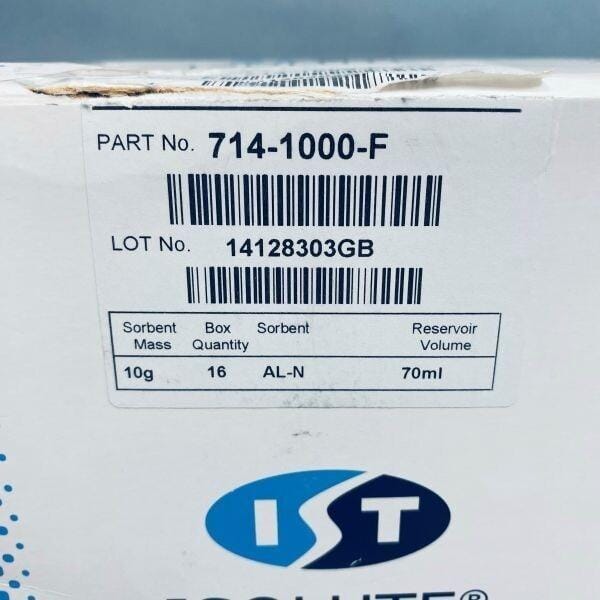 PART No. 714-1000-F
LOT No. 14128303GB
Sorbent Mass Box Quantity Sorbent Reservoir Volume
10g 16 AL-N 70ml
IST
ISOLUTE®